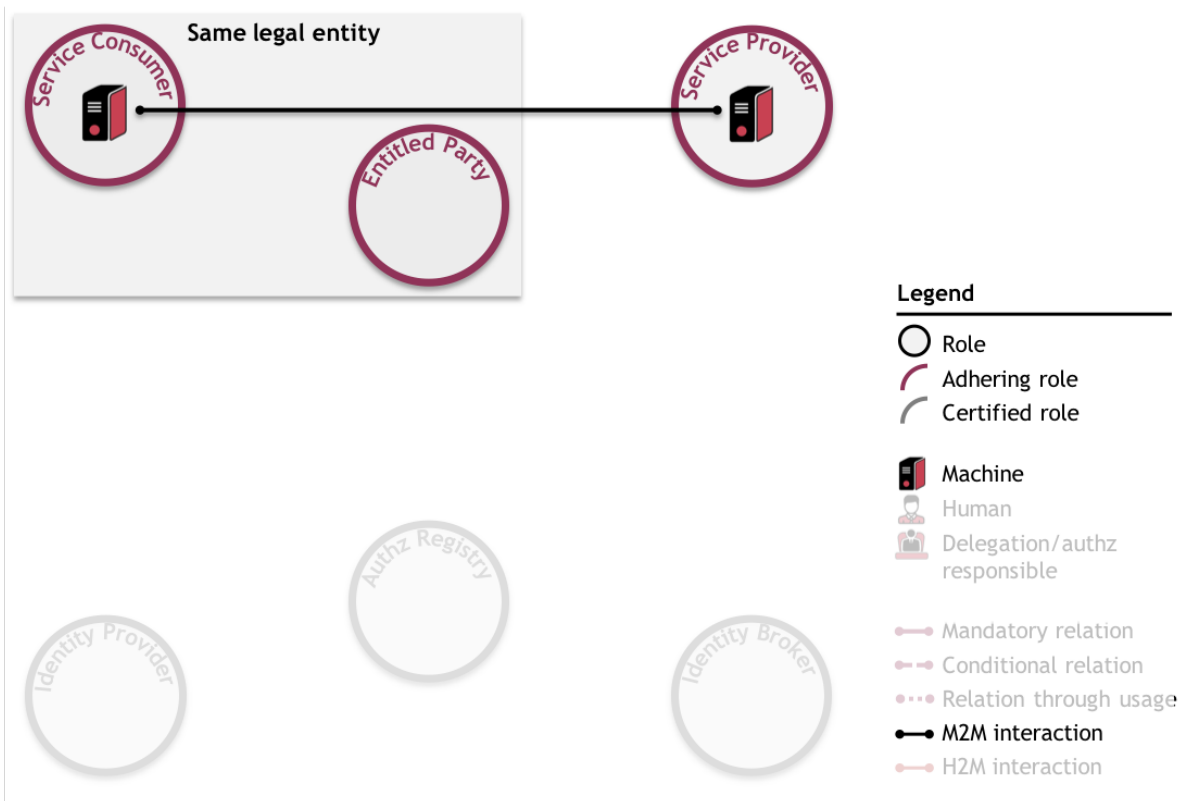 Same legal entity
Service Consumer
Service Provider
Entitled Party
Legend
Role
Adhering role
Certified role
Machine
Human
Delegation/authz
responsible
Authz Registry
Identity Provider
Identity Broker
Mandatory relation
Conditional relation
Relation through usage
M2M interaction
H2M interaction